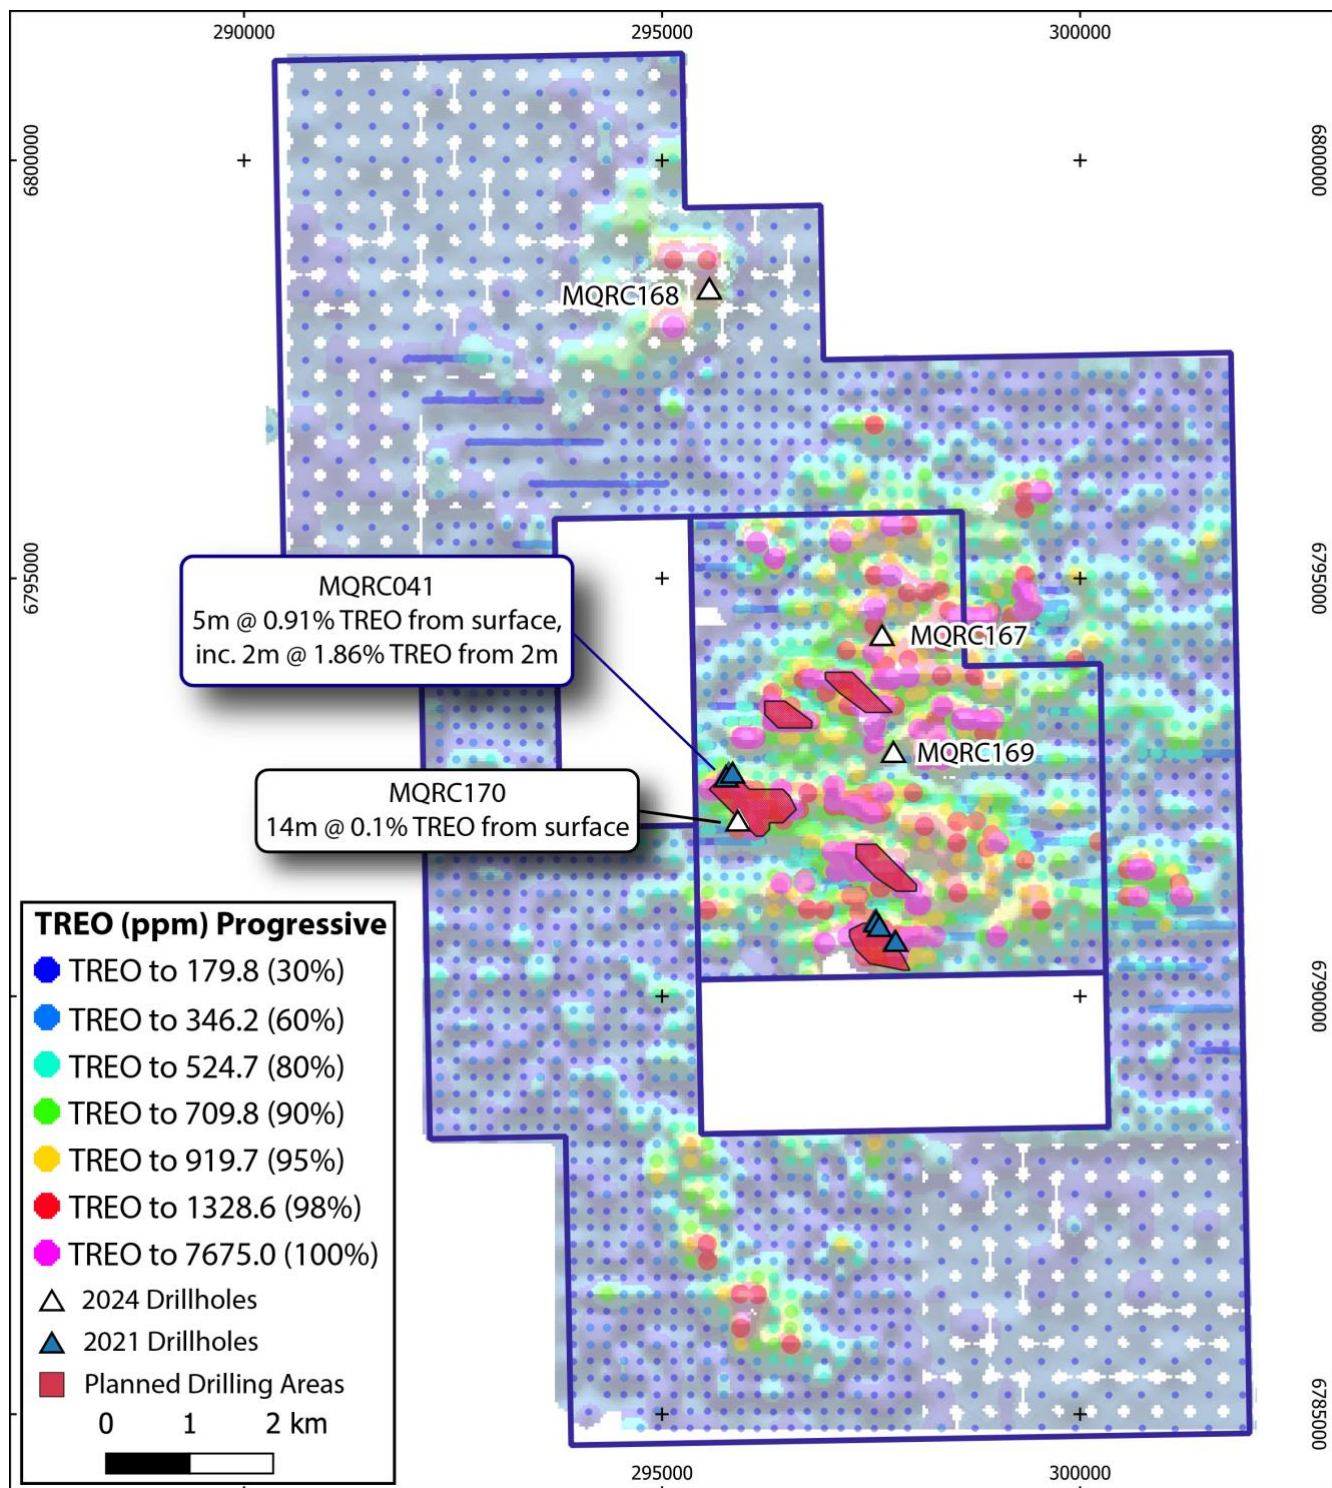 290000
295000
300000
6800000
6800000
MQRC168
6795000
6795000
MQRC041
5m @ 0.91% TREO from surface,
inc. 2m @ 1.86% TREO from 2m
MQRC167
MQRC169
MQRC170
14m @ 0.1% TREO from surface
6790000
TREO (ppm) Progressive
TREO to 179.8 (30%)
TREO to 346.2 (60%)
TREO to 524.7 (80%)
TREO to 709.8 (90%)
TREO to 919.7 (95%)
TREO to 1328.6 (98%)
TREO to 7675.0 (100%)
2024 Drillholes
2021 Drillholes
Planned Drilling Areas
0 1 2 km
6785000
295000
300000